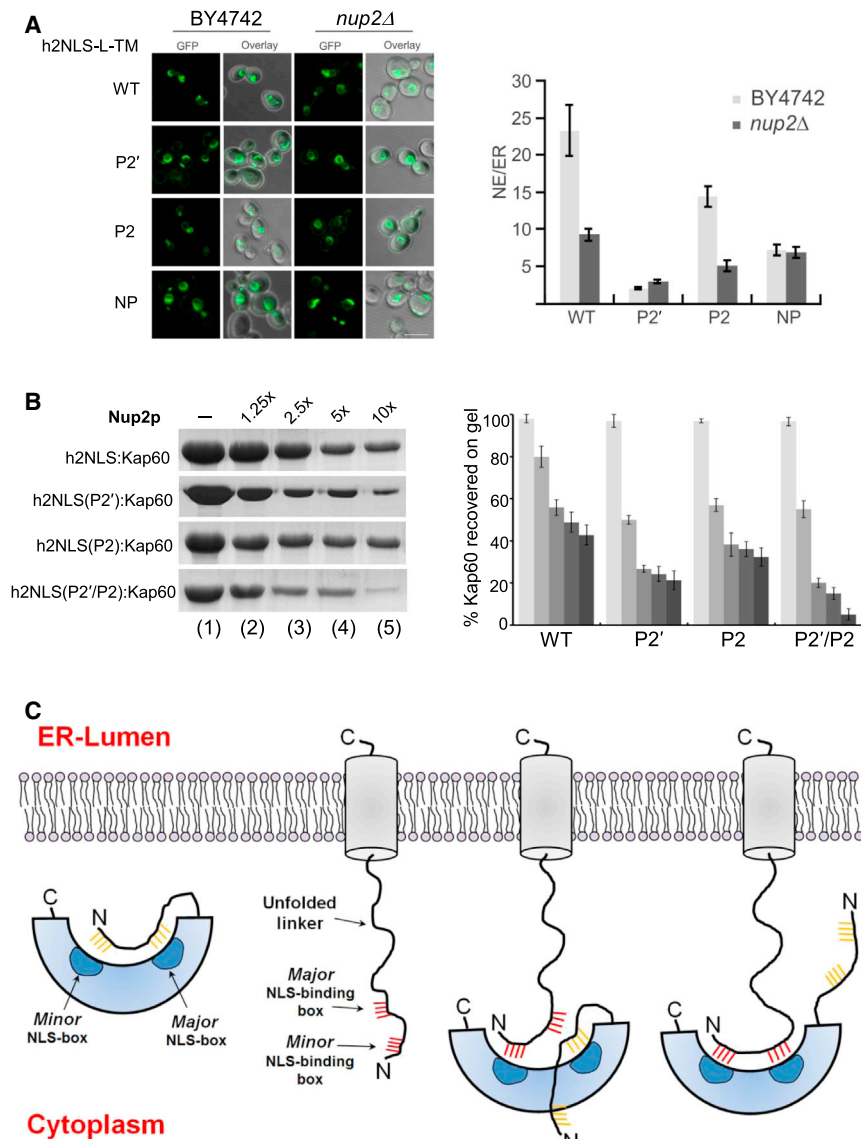 A
BY4742 nup2Δ
h2NLS-L-TM GFP Overlay GFP Overlay
WT
P2′
P2
NP
NE/ER
30
25
20
15
10
5
BY4742
nup2Δ
WT P2′ P2 NP
B
Nup2p – 1.25x 2.5x 5x 10x
h2NLS:Kap60
h2NLS(P2′):Kap60
h2NLS(P2):Kap60
h2NLS(P2′/P2):Kap60
(1) (2) (3) (4) (5)
% Kap60 recovered on gel
100
80
60
40
20
0
WT P2′ P2 P2′/P2
C
ER-Lumen
C C C
Unfolded
linker
Major
NLS-binding
box
Minor
NLS-binding
box
N
C N
Minor
NLS-box
Major
NLS-box
C N
N
C N
N
Cytoplasm